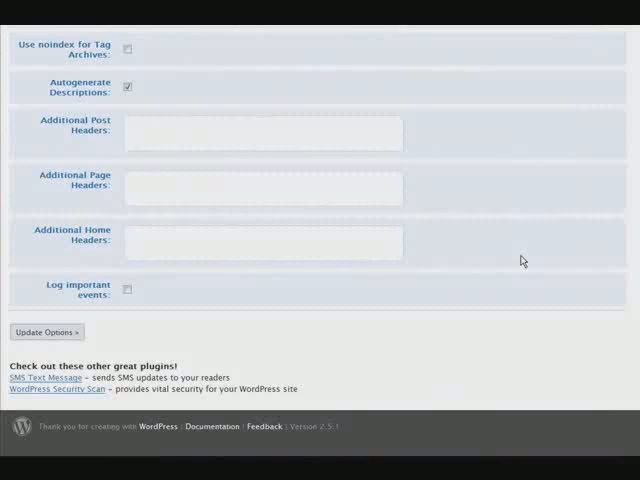 Use noindex for Tag
Archives:
Autogenerate
Descriptions:
Additional Post
Headers:
Additional Page
Headers:
Additional Home
Headers:
Log important
events:
Update Options »
Check out these other great plugins!
SMS Text Message – sends SMS updates to your readers
WordPress Security Scan – provides vital security for your WordPress site
Thank you for creating with WordPress | Documentation | Feedback | Version 2.5.1